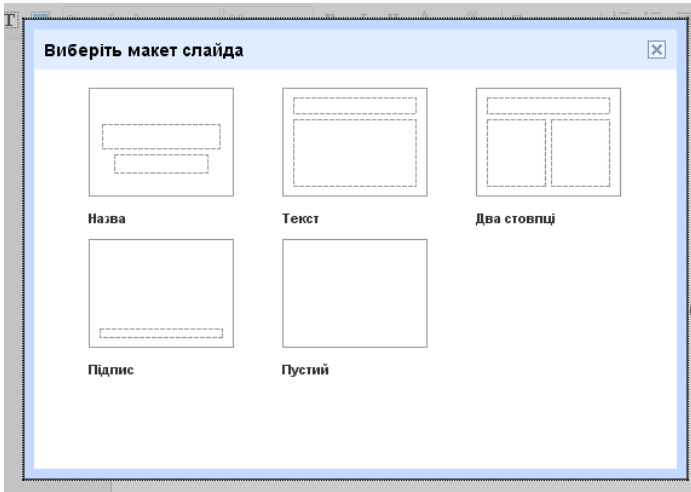 Виберіть макет слайда
Назва
Текст
Два стовпці
Підпис
Пустий